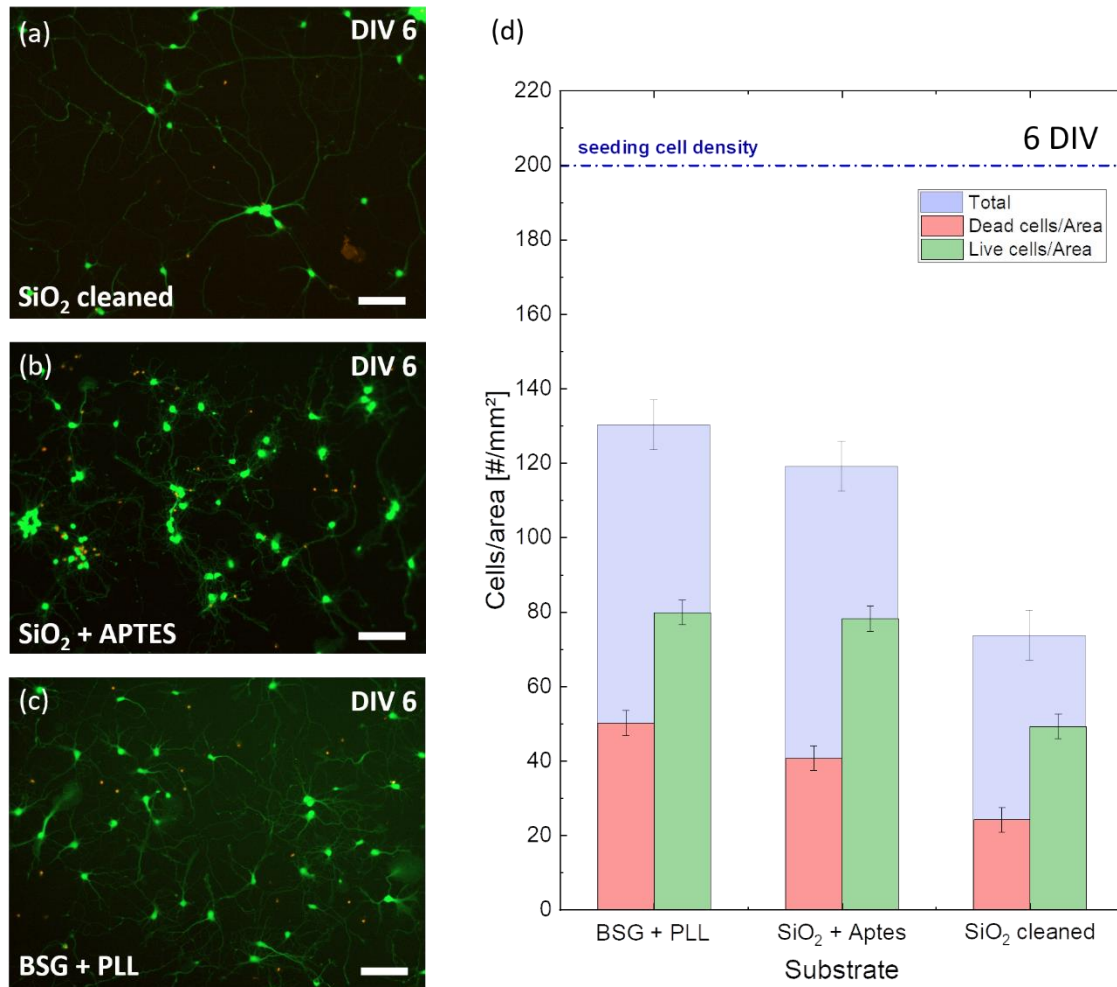 (a)
DIV 6
SiO₂ cleaned
(b)
DIV 6
SiO₂ + APTES
(c)
DIV 6
BSG + PLL
(d)
220
200
180
160
140
120
100
80
60
40
20
0
Cells/area [#/mm²]
seeding cell density
6 DIV
Total
Dead cells/Area
Live cells/Area
BSG + PLL
SiO₂ + Aptes
SiO₂ cleaned
Substrate